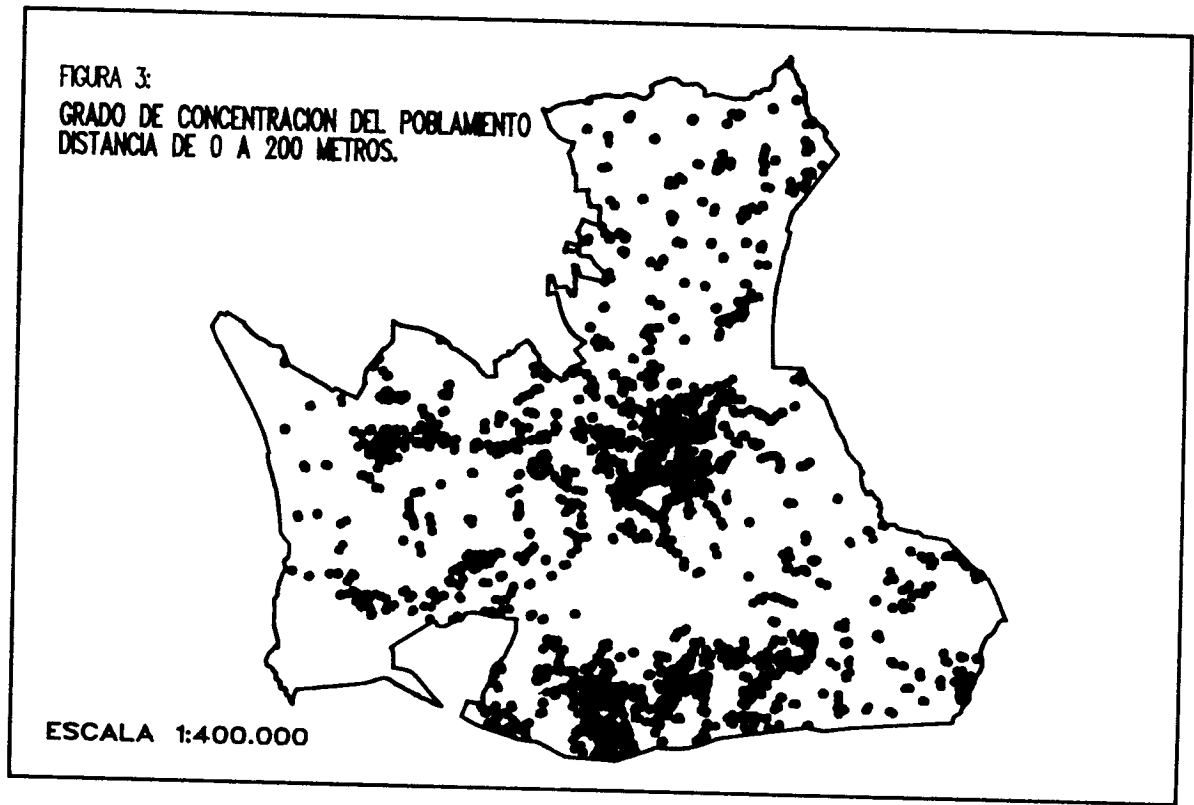 FIGURA 3:
GRADO DE CONCENTRACION DEL POBLAMIENTO
DISTANCIA DE 0 A 200 METROS.
ESCALA 1:400.000